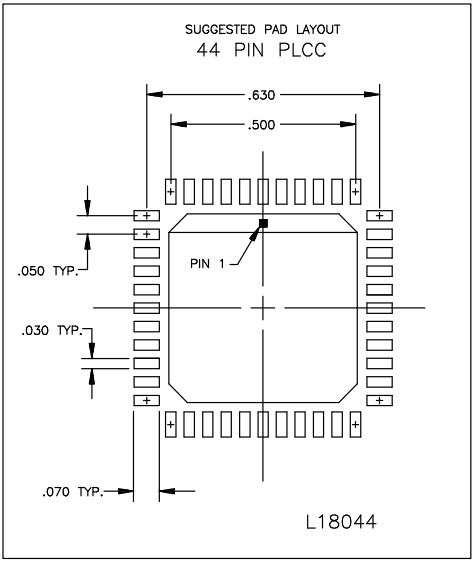 SUGGESTED PAD LAYOUT
44 PIN PLCC
.630
.500
PIN 1
.050 TYP.
.030 TYP.
.070 TYP.
L18044